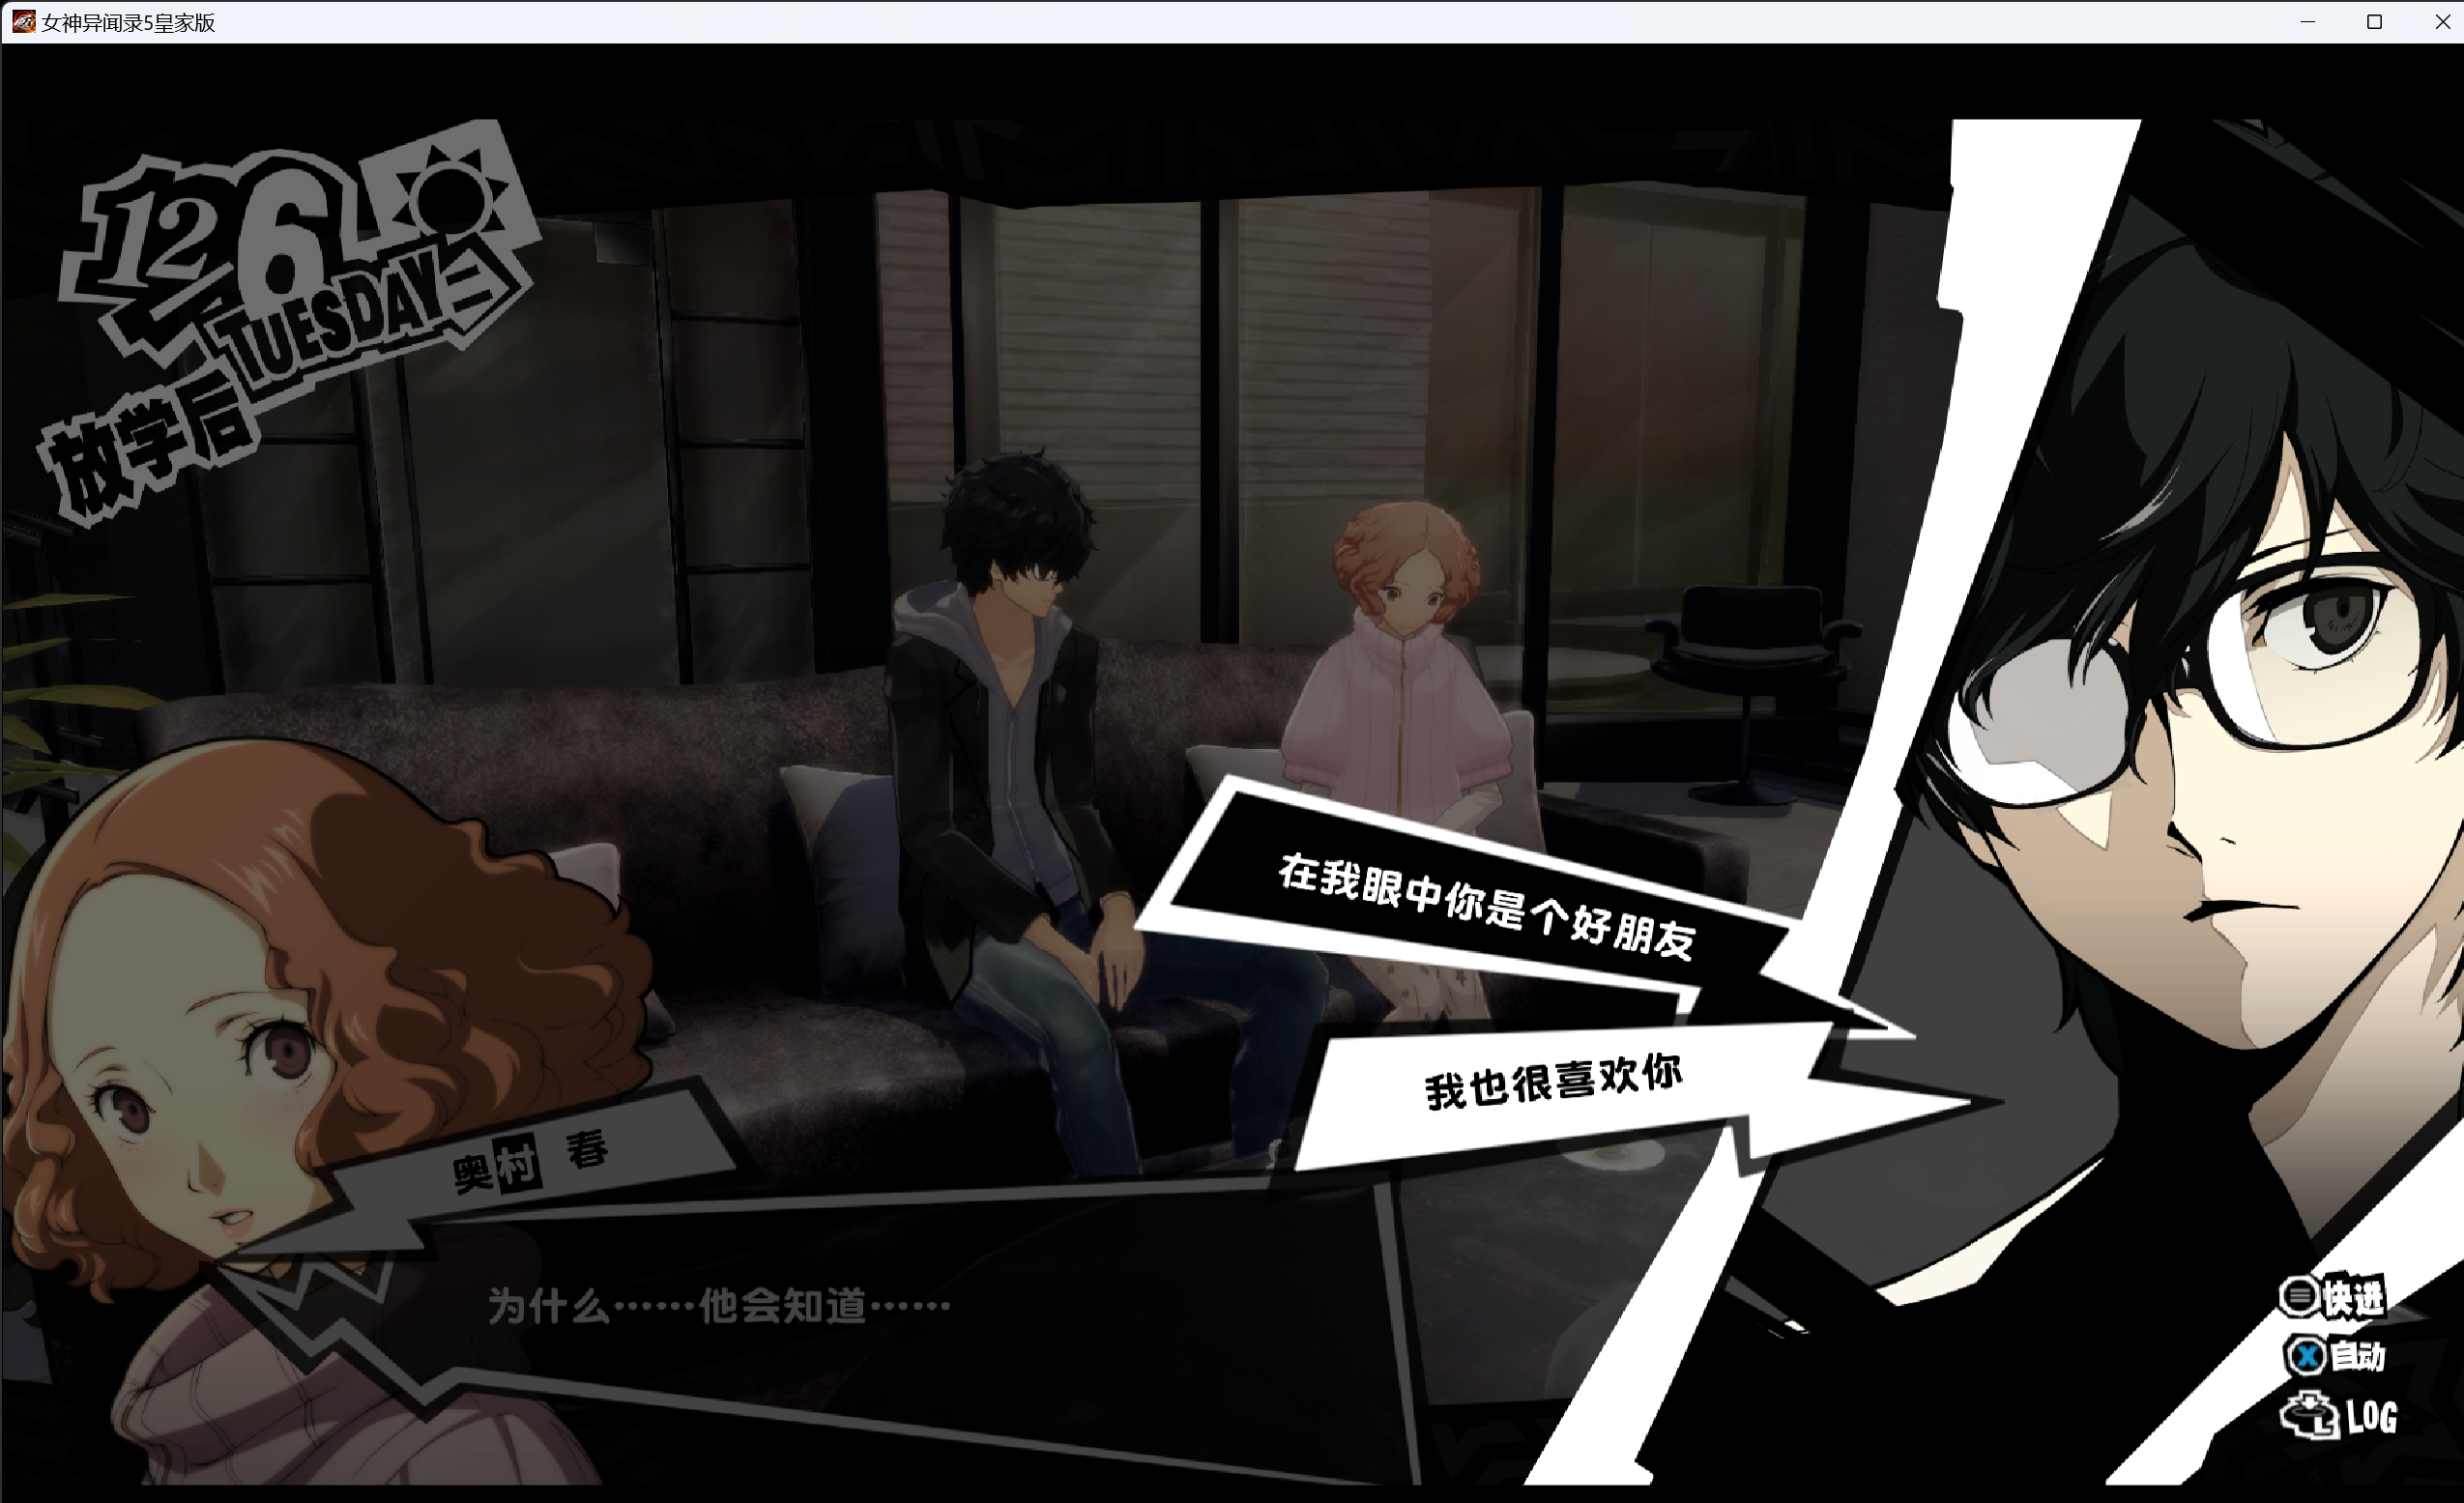 女神异闻录5皇家版
12/6
TUESDAY
放学后
在我眼中你是个好朋友
我也很喜欢你
奥村 春
为什么……他会知道……
快进
X 自动
L LOG